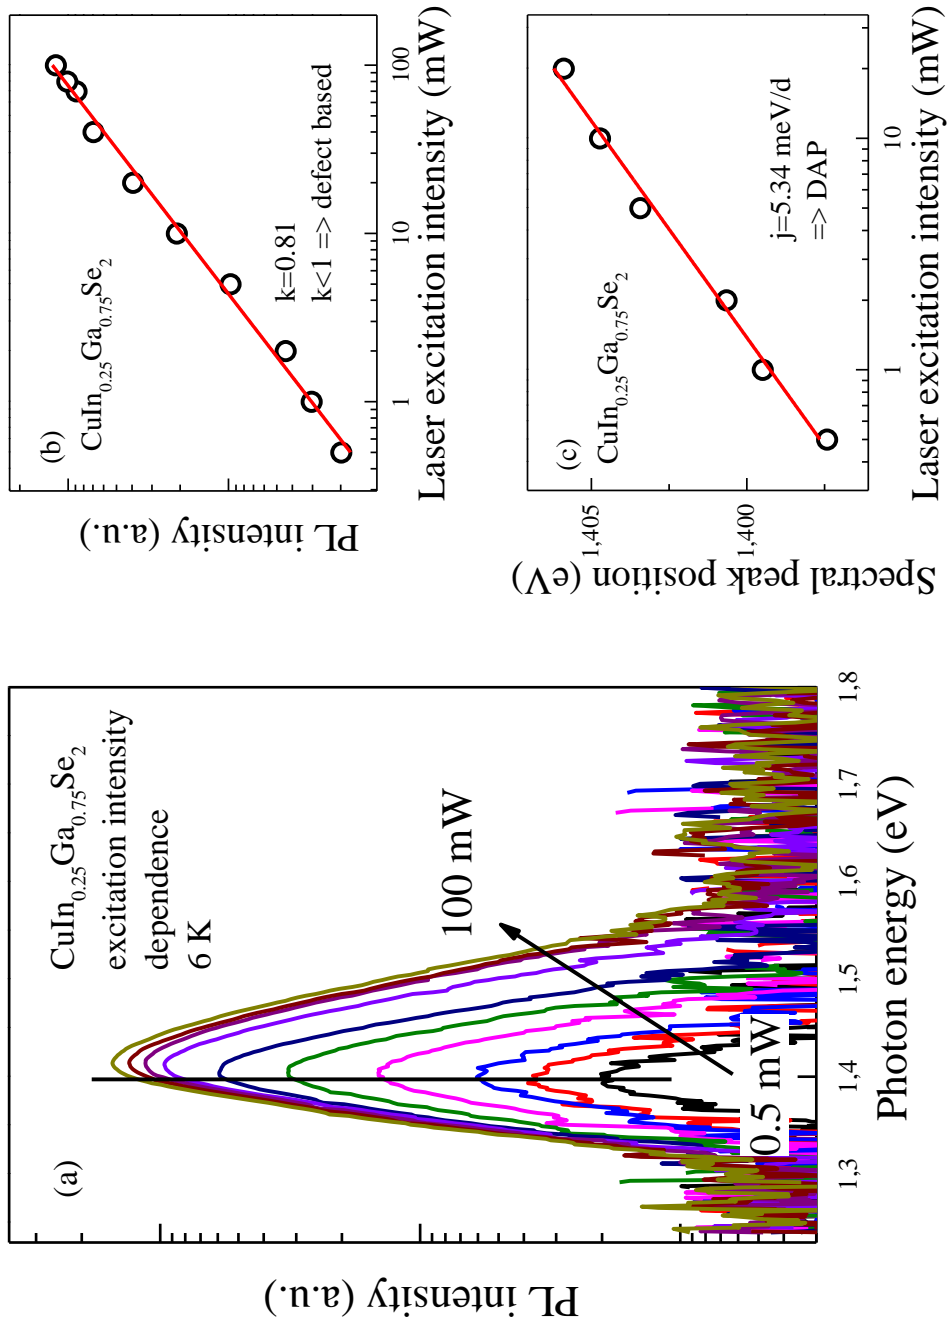 (a)
CuIn0.25Ga0.75Se2
excitation intensity
dependence
6 K
100 mW
0.5 mW
1,3
1,4
1,5
1,6
1,7
1,8
Photon energy (eV)
PL intensity (a.u.)
(b)
CuIn0.25Ga0.75Se2
k=0.81
k<1 => defect based
1
10
100
Laser excitation intensity (mW)
PL intensity (a.u.)
(c)
CuIn0.25Ga0.75Se2
j=5.34 meV/d
=> DAP
1,405
1,400
1
10
Laser excitation intensity (mW)
Spectral peak position (eV)